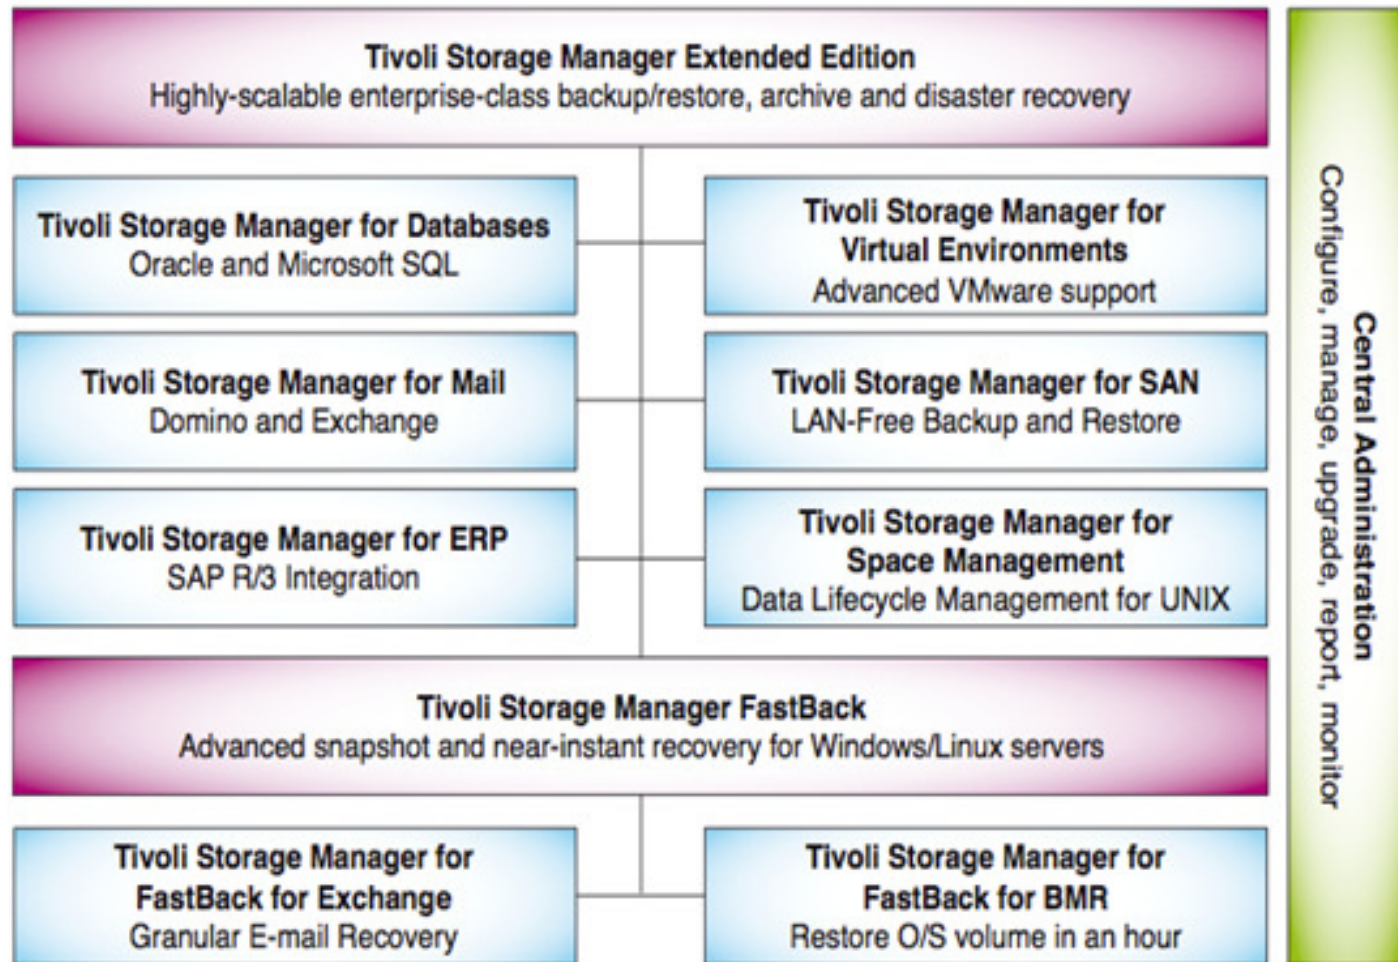 Tivoli Storage Manager Extended Edition
Highly-scalable enterprise-class backup/restore, archive and disaster recovery
Tivoli Storage Manager for Databases
Oracle and Microsoft SQL
Tivoli Storage Manager for
Virtual Environments
Advanced VMware support
Tivoli Storage Manager for Mail
Domino and Exchange
Tivoli Storage Manager for SAN
LAN-Free Backup and Restore
Tivoli Storage Manager for ERP
SAP R/3 Integration
Tivoli Storage Manager for
Space Management
Data Lifecycle Management for UNIX
Tivoli Storage Manager FastBack
Advanced snapshot and near-instant recovery for Windows/Linux servers
Tivoli Storage Manager for
FastBack for Exchange
Granular E-mail Recovery
Tivoli Storage Manager for
FastBack for BMR
Restore O/S volume in an hour
Central Administration
Configure, manage, upgrade, report, monitor